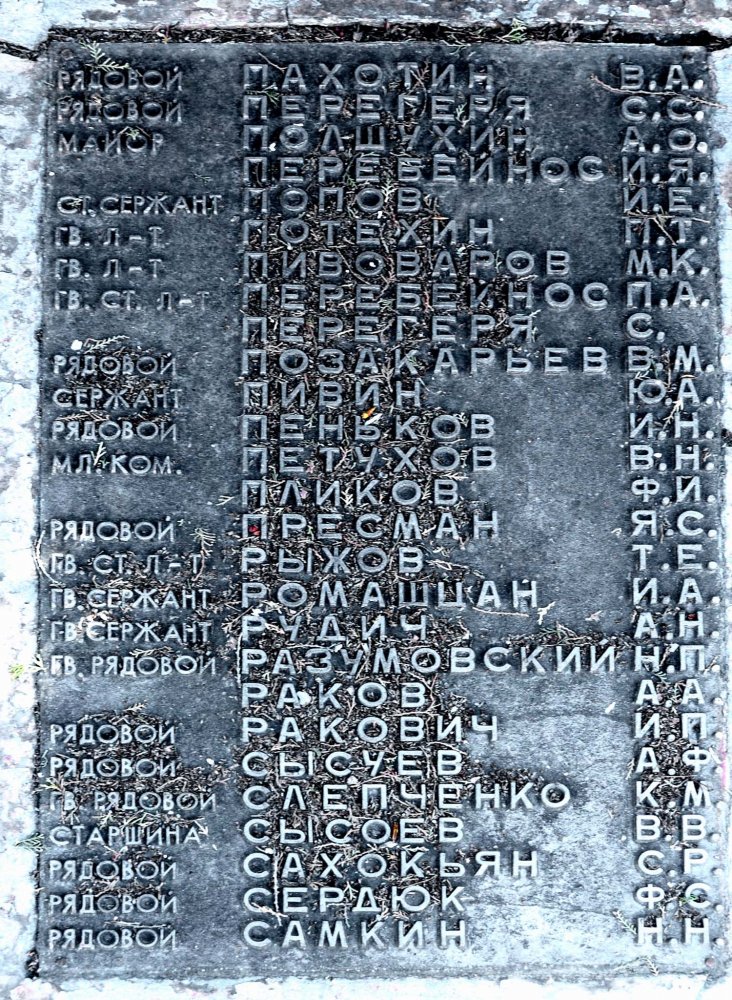 РЯДОВОЙ ПАХОТИН В.А.
РЯДОВОЙ ПЕРЕГЕРЯ С.С.
МАЙОР ПОЛШУХИН А.О.
ПЕРЕБЕЙНОС И.Я.
СТ. СЕРЖАНТ ПОПОВ И.Е.
ГВ. Л-Т. ПОТЕХИН П.Т.
ГВ. Л-Т ПИВОВАРОВ М.К.
ГВ. СТ. Л-Т ПЕРЕБЕЙНОС П.А.
ПЕРЕГЕРЯ С.
РЯДОВОЙ ПОЗАКАРЬЕВ В.М.
СЕРЖАНТ ПИВИН Ю.А.
РЯДОВОЙ ПЕНЬКОВ И.Н.
МЛ.КОМ. ПЕТУХОВ В.Н.
ПЛИКОВ Ф.И.
РЯДОВОЙ ПРЕСМАН Я.С.
ГВ. СТ. Л-Т РЫЖОВ Т.Е.
ГВ.СЕРЖАНТ РОМАШЦАН И.А.
ГВ.СЕРЖАНТ РУДИЧ А.Н.
ГВ. РЯДОВОЙ РАЗУМОВСКИЙ Н.П.
РАКОВ А.А
РЯДОВОЙ РАКОВИЧ И.П.
РЯДОВОЙ СЫСУЕВ А.Ф
ГВ. РЯДОВОЙ СЛЕПЧЕНКО К.М.
СТАРШИНА СЫСОЕВ В.В.
РЯДОВОЙ САХОКЬЯН С.Р.
РЯДОВОЙ СЕРДЮК Ф.С.
РЯДОВОЙ САМКИН Н.Н.